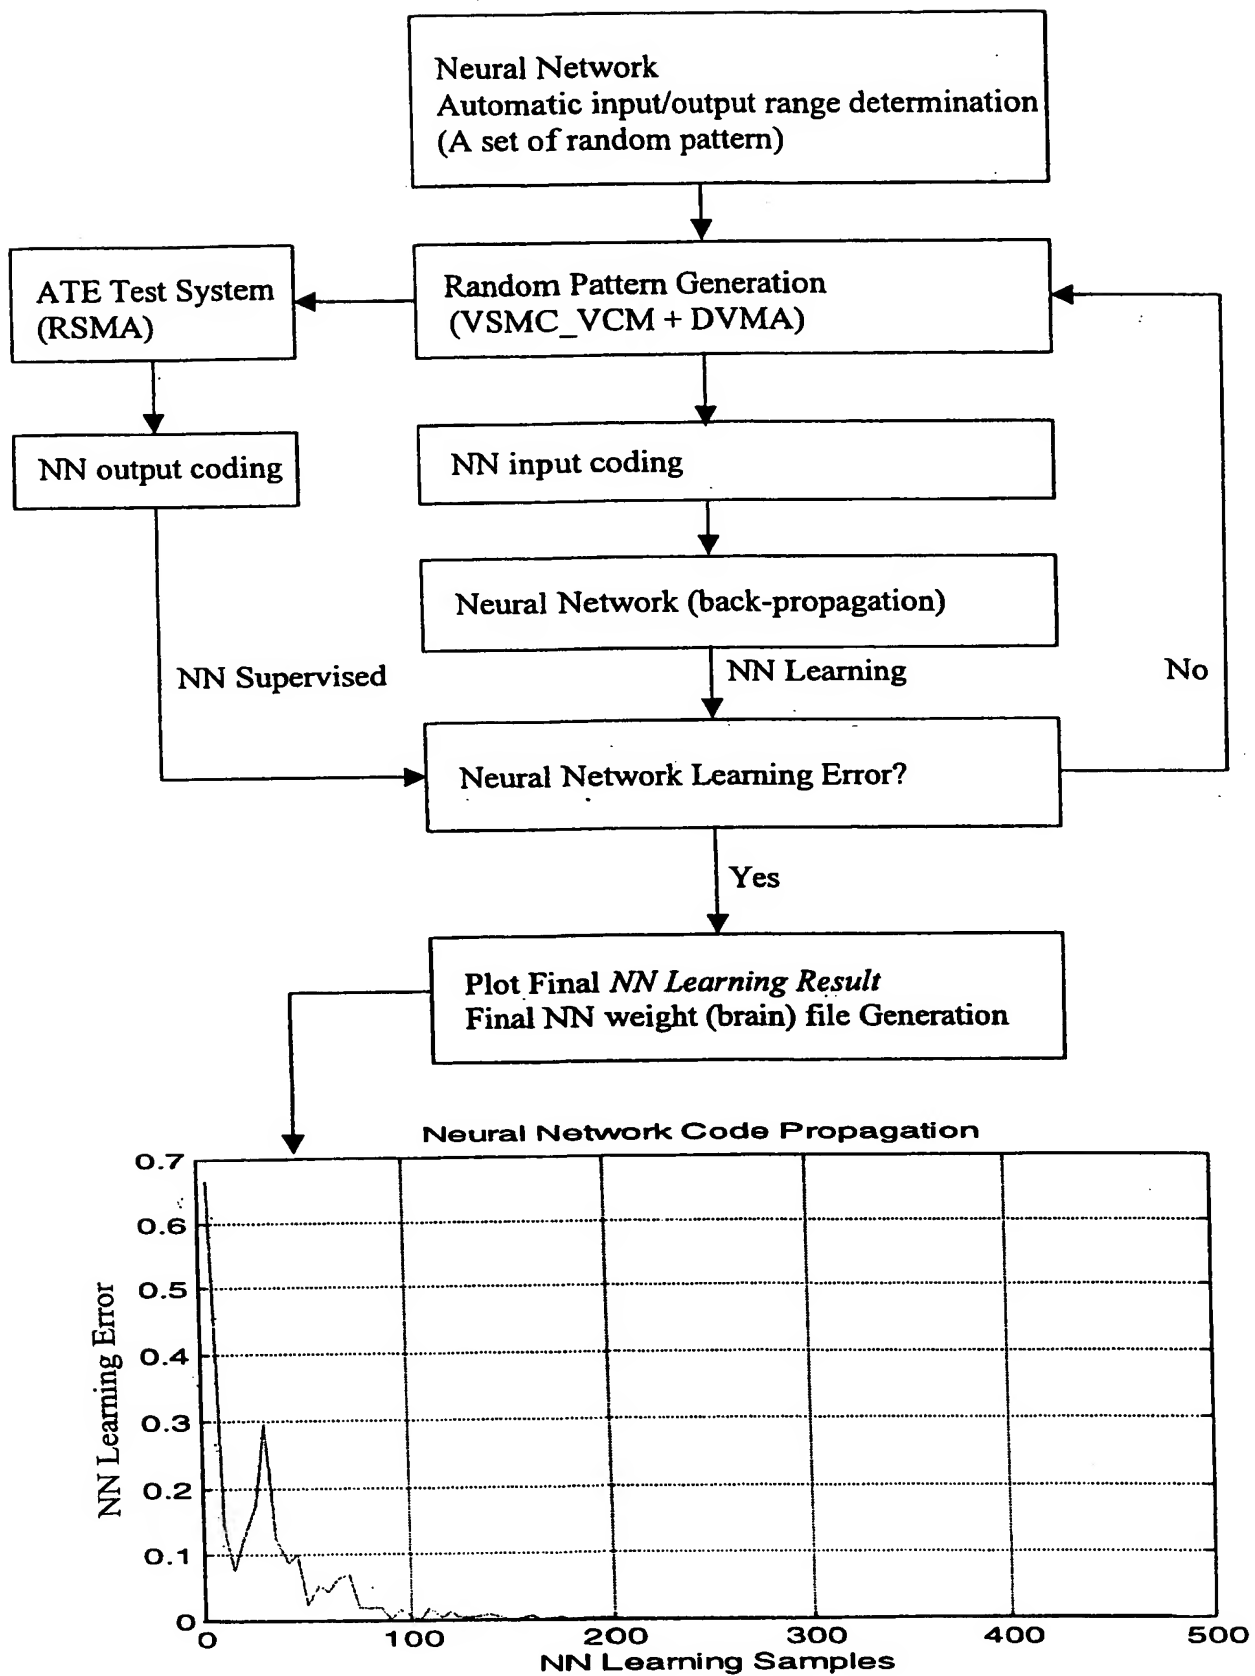 Neural Network
Automatic input/output range determination
(A set of random pattern)
ATE Test System
(RSMA)
Random Pattern Generation
(VSMC_VCM + DVMA)
NN output coding
NN input coding
Neural Network (back-propagation)
NN Supervised
NN Learning
No
Neural Network Learning Error?
Yes
Plot Final NN Learning Result
Final NN weight (brain) file Generation
Neural Network Code Propagation
NN Learning Error
0.7
0.6
0.5
0.4
0.3
0.2
0.1
0
0 100 200 300 400 500
NN Learning Samples